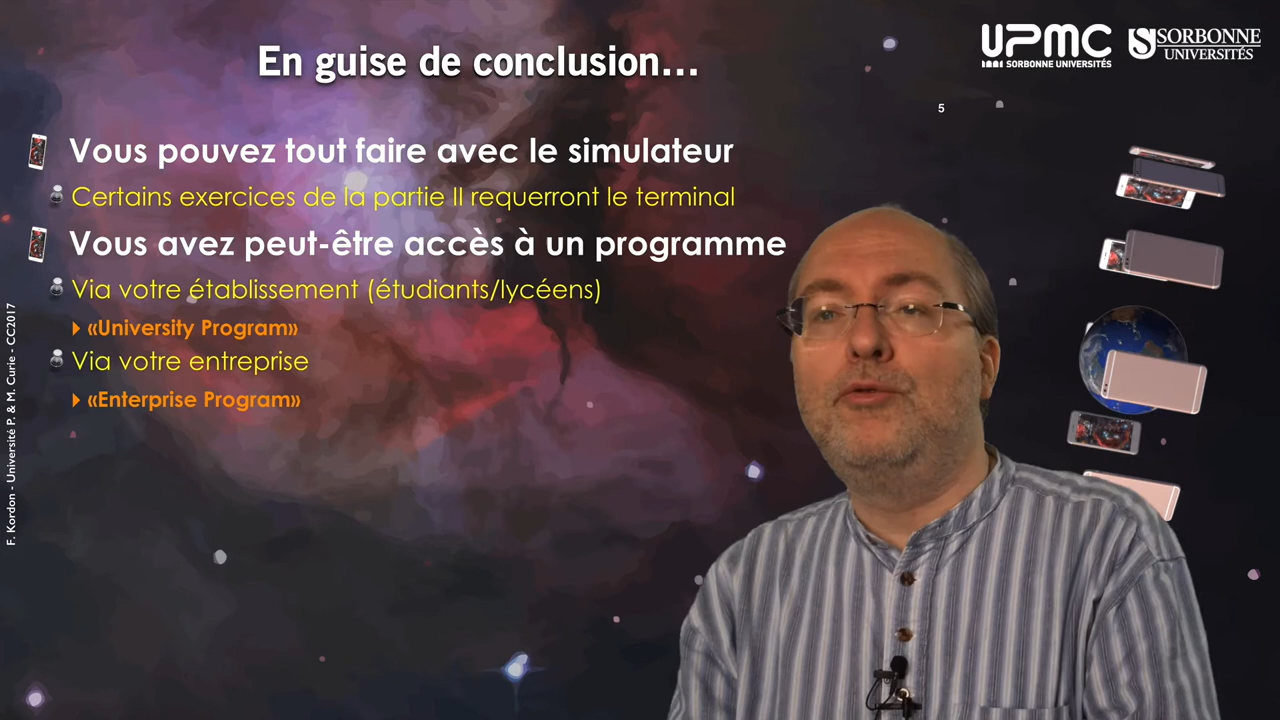 En guise de conclusion...
UPMC
SORBONNE UNIVERSITÉS
SORBONNE
UNIVERSITÉS
5
Vous pouvez tout faire avec le simulateur
Certains exercices de la partie II requerront le terminal
Vous avez peut-être accès à un programme
Via votre établissement (étudiants/lycéens)
«University Program»
Via votre entreprise
«Enterprise Program»
F. Kordon - Université P. & M. Curie - CC2017